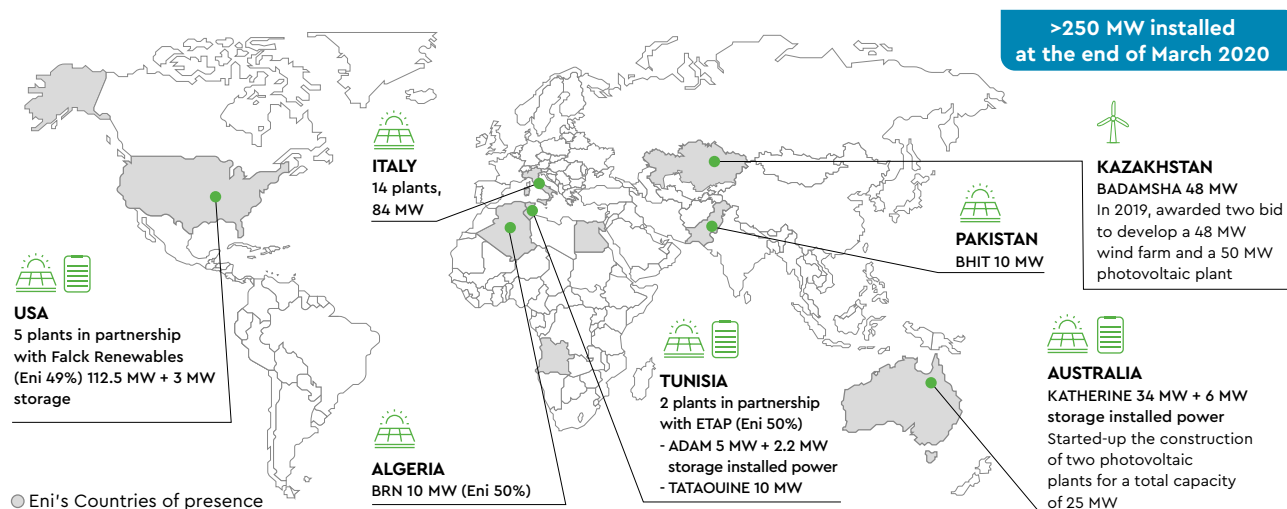 >250 MW installed
at the end of March 2020
ITALY
14 plants,
84 MW
KAZAKHSTAN
BADAMSHA 48 MW
In 2019, awarded two bid
to develop a 48 MW
wind farm and a 50 MW
photovoltaic plant
PAKISTAN
BHIT 10 MW
USA
5 plants in partnership
with Falck Renewables
(Eni 49%) 112.5 MW + 3 MW
storage
TUNISIA
2 plants in partnership
with ETAP (Eni 50%)
- ADAM 5 MW + 2.2 MW
storage installed power
- TATAOUINE 10 MW
AUSTRALIA
KATHERINE 34 MW + 6 MW
storage installed power
Started-up the construction
of two photovoltaic
plants for a total capacity
of 25 MW
ALGERIA
BRN 10 MW (Eni 50%)
Eni's Countries of presence